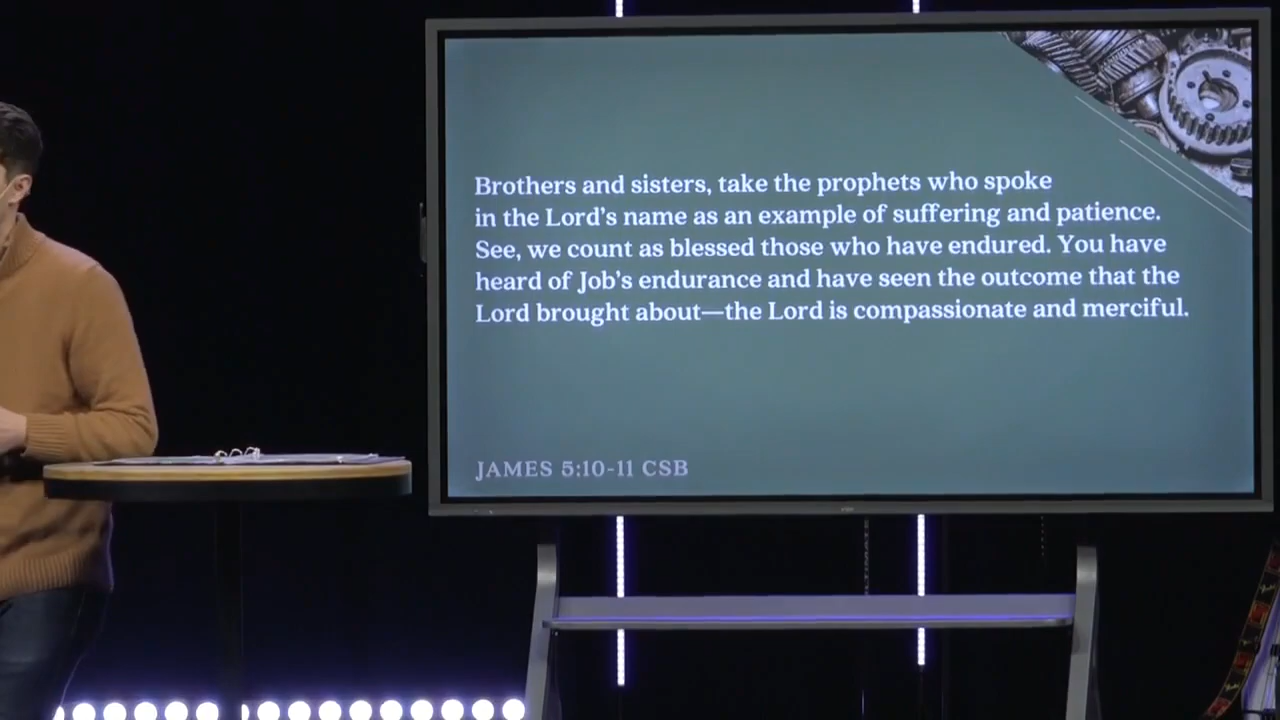 Brothers and sisters, take the prophets who spoke
in the Lord's name as an example of suffering and patience.
See, we count as blessed those who have endured. You have
heard of Job's endurance and have seen the outcome that the
Lord brought about—the Lord is compassionate and merciful.
JAMES 5:10-11 CSB